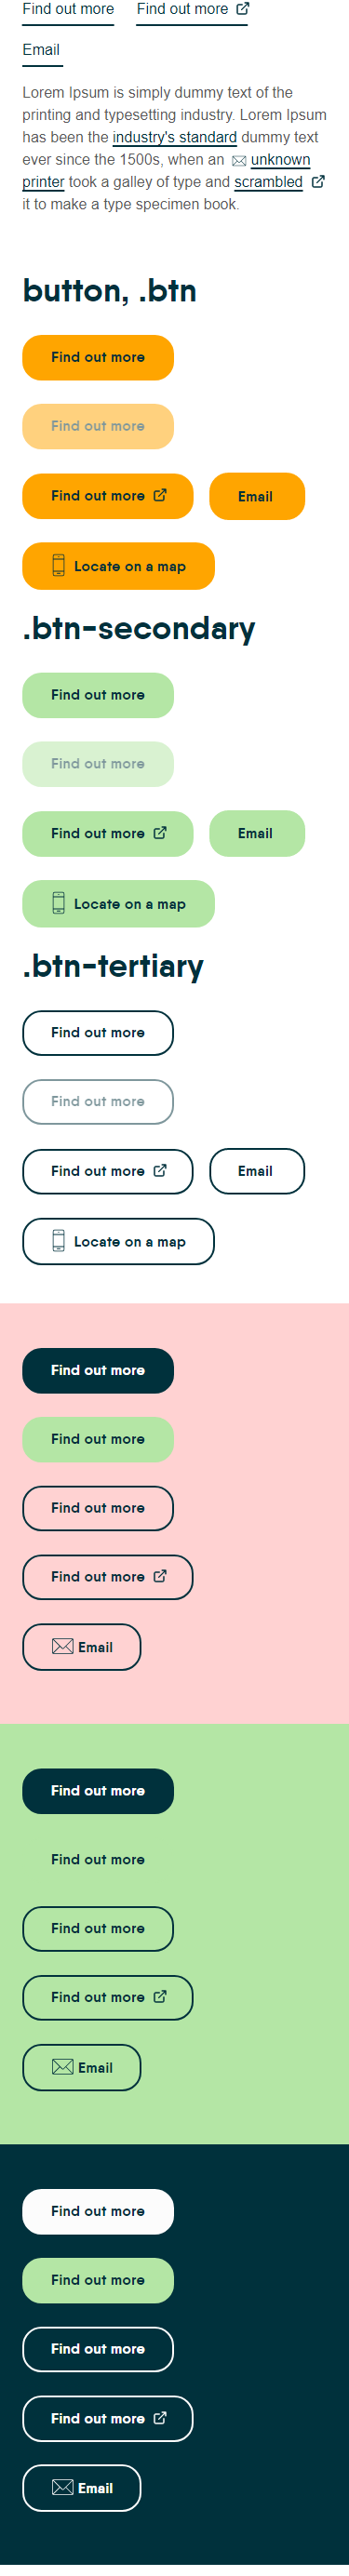 Find out more Find out more
Email
Lorem Ipsum is simply dummy text of the
printing and typesetting industry. Lorem Ipsum
has been the industry's standard dummy text
ever since the 1500s, when an unknown
printer took a galley of type and scrambled
it to make a type specimen book.
button, .btn
Find out more
Find out more
Find out more Email
Locate on a map
.btn-secondary
Find out more
Find out more
Find out more Email
Locate on a map
.btn-tertiary
Find out more
Find out more
Find out more Email
Locate on a map
Find out more
Find out more
Find out more
Find out more
Email
Find out more
Find out more
Find out more
Find out more
Email
Find out more
Find out more
Find out more
Find out more
Email